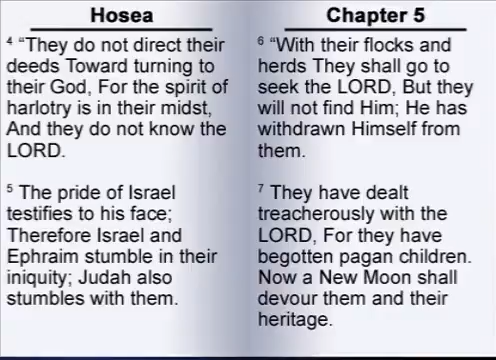 Hosea
⁴ “They do not direct their
deeds Toward turning to
their God, For the spirit of
harlotry is in their midst,
And they do not know the
LORD.
⁵ The pride of Israel
testifies to his face;
Therefore Israel and
Ephraim stumble in their
iniquity; Judah also
stumbles with them.
Chapter 5
⁶ “With their flocks and
herds They shall go to
seek the LORD, But they
will not find Him; He has
withdrawn Himself from
them.
⁷ They have dealt
treacherously with the
LORD, For they have
begotten pagan children.
Now a New Moon shall
devour them and their
heritage.